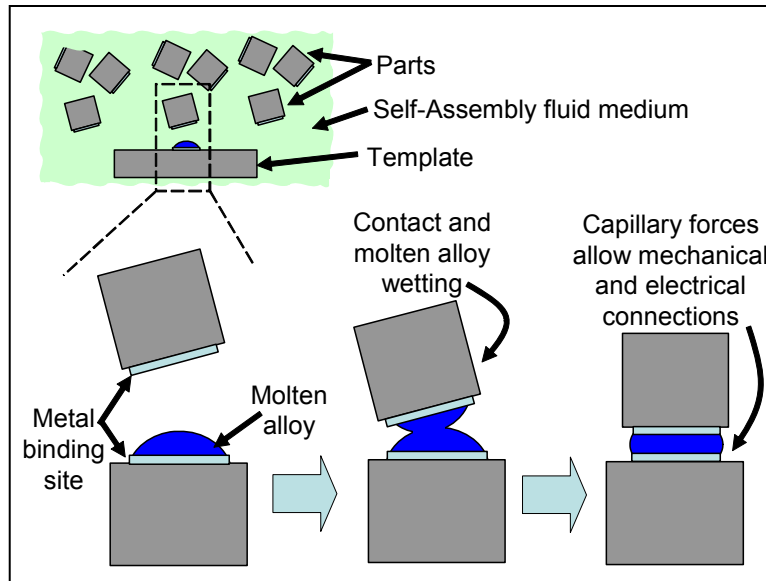 Parts
Self-Assembly fluid medium
Template
Contact and
molten alloy
wetting
Capillary forces
allow mechanical
and electrical
connections
Metal
binding
site
Molten
alloy